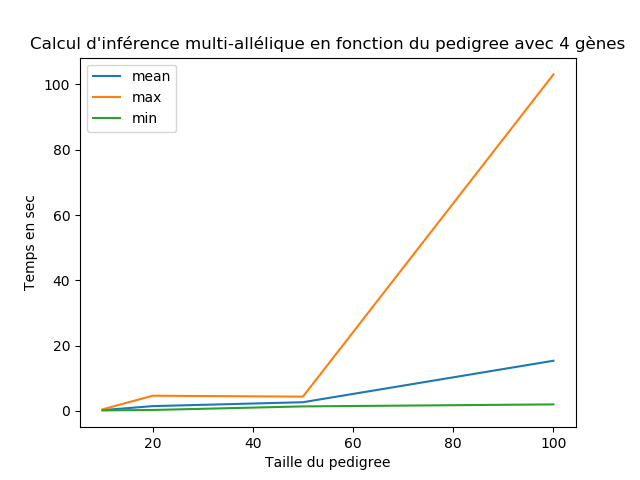 Calcul d'inférence multi-allélique en fonction du pedigree avec 4 gènes
mean
max
min
100
80
60
40
20
0
Temps en sec
20 40 60 80 100
Taille du pedigree